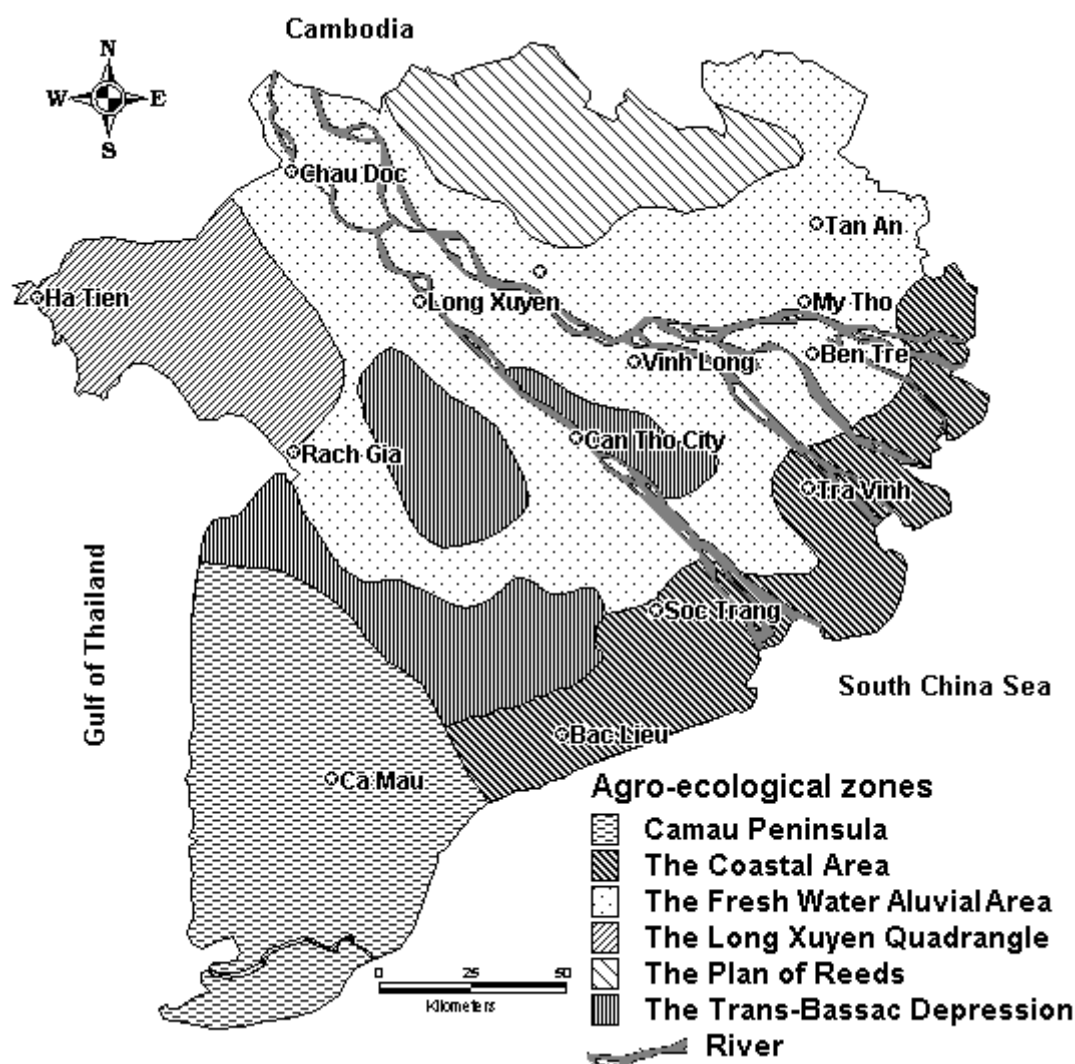 Cambodia
N
W E
S
Chau Doc
Tan An
Ha Tien
Long Xuyen
My Tho
Vinh Long
Ben Tre
Can Tho City
Rach Gia
Tra Vinh
Gulf of Thailand
Soc Trang
South China Sea
Bac Lieu
Ca Mau
Agro-ecological zones
Camau Peninsula
The Coastal Area
The Fresh Water Aluvial Area
The Long Xuyen Quadrangle
The Plan of Reeds
The Trans-Bassac Depression
River
0 25 50
Kilometers